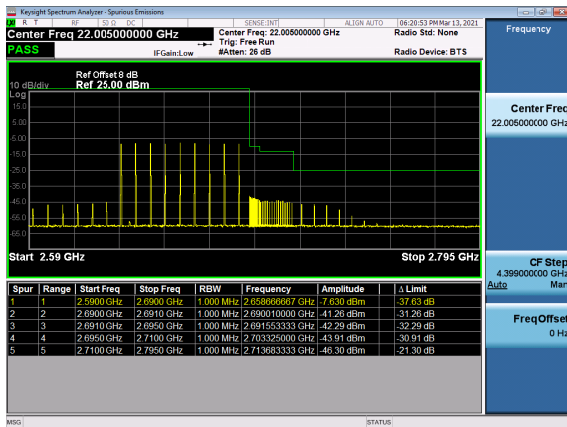 Keysight Spectrum Analyzer - Spurious Emissions
R T RF 50 Ω DC SENSE:INT ALIGN AUTO 06:20:53 PM Mar 13, 2021
Center Freq 22.005000000 GHz Center Freq: 22.005000000 GHz Radio Std: None
Trig: Free Run
PASS IFGain:Low #Atten: 26 dB Radio Device: BTS
Ref Offset 8 dB
10 dB/div Ref 25.00 dBm
Log
15.0
5.00
-5.00
-15.0
-25.0
-35.0
-45.0
-55.0
-65.0
Start 2.59 GHz Stop 2.795 GHz
Spur Range Start Freq Stop Freq RBW Frequency Amplitude Δ Limit
1 1 2.5900 GHz 2.6900 GHz 1.000 MHz 2.658666667 GHz -7.630 dBm -37.63 dB
2 2 2.6900 GHz 2.6910 GHz 1.000 MHz 2.690010000 GHz -41.26 dBm -31.26 dB
3 3 2.6910 GHz 2.6950 GHz 1.000 MHz 2.691553333 GHz -42.29 dBm -32.29 dB
4 4 2.6950 GHz 2.7100 GHz 1.000 MHz 2.703325000 GHz -43.91 dBm -30.91 dB
5 5 2.7100 GHz 2.7950 GHz 1.000 MHz 2.713683333 GHz -46.30 dBm -21.30 dB
MSG STATUS
Frequency
Center Freq
22.005000000 GHz
CF Step
4.399000000 GHz
Auto Man
Freq Offset
0 Hz